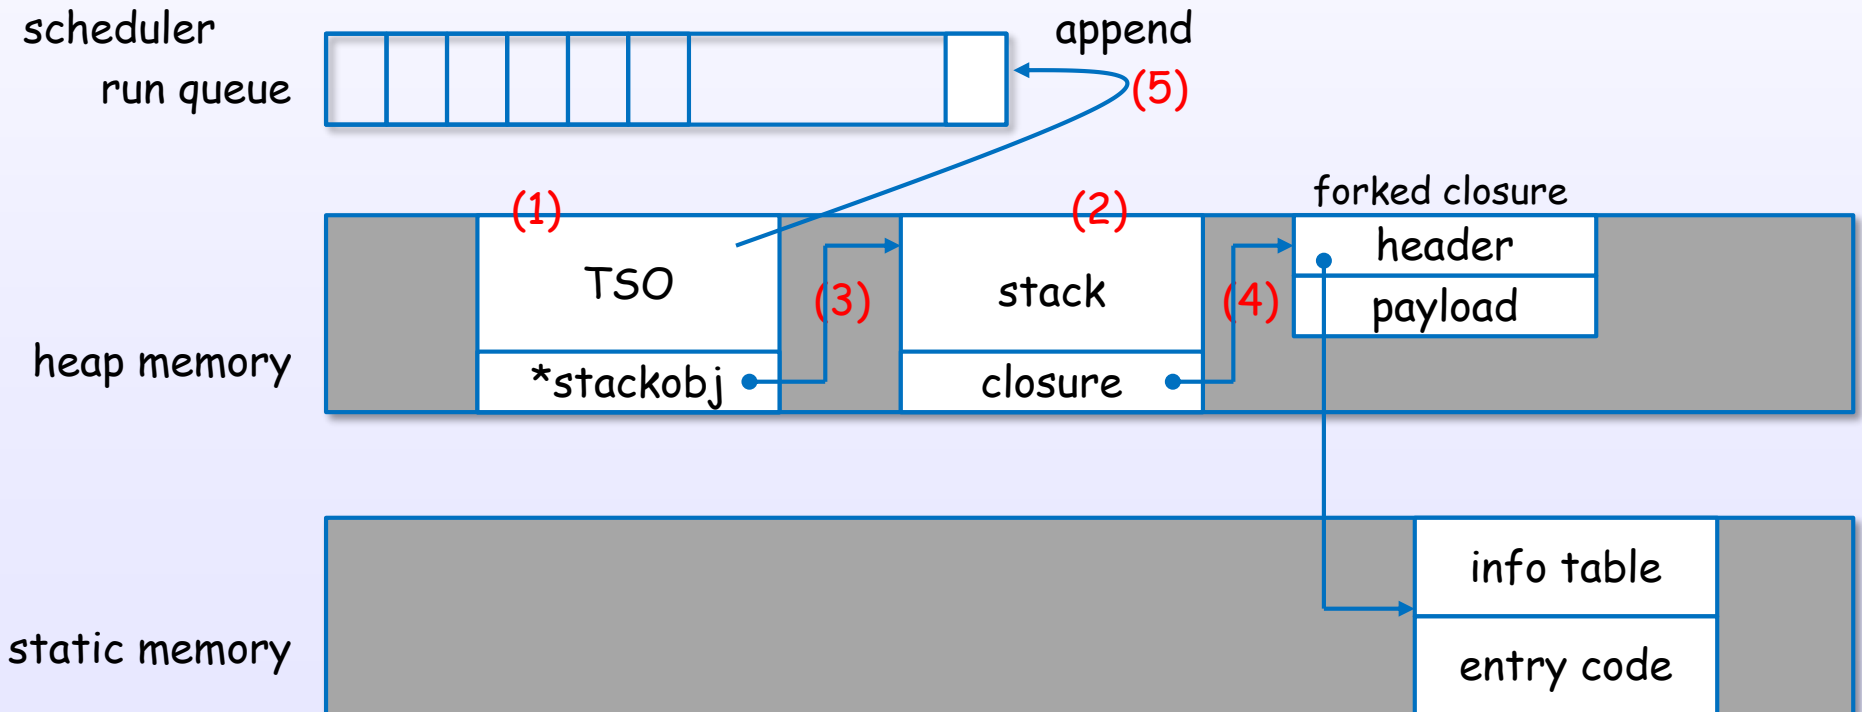 scheduler
run queue
append
(5)
(1)
(2)
forked closure
TSO
(3)
stack
(4)
header
payload
heap memory
*stackobj
closure
static memory
info table
entry code